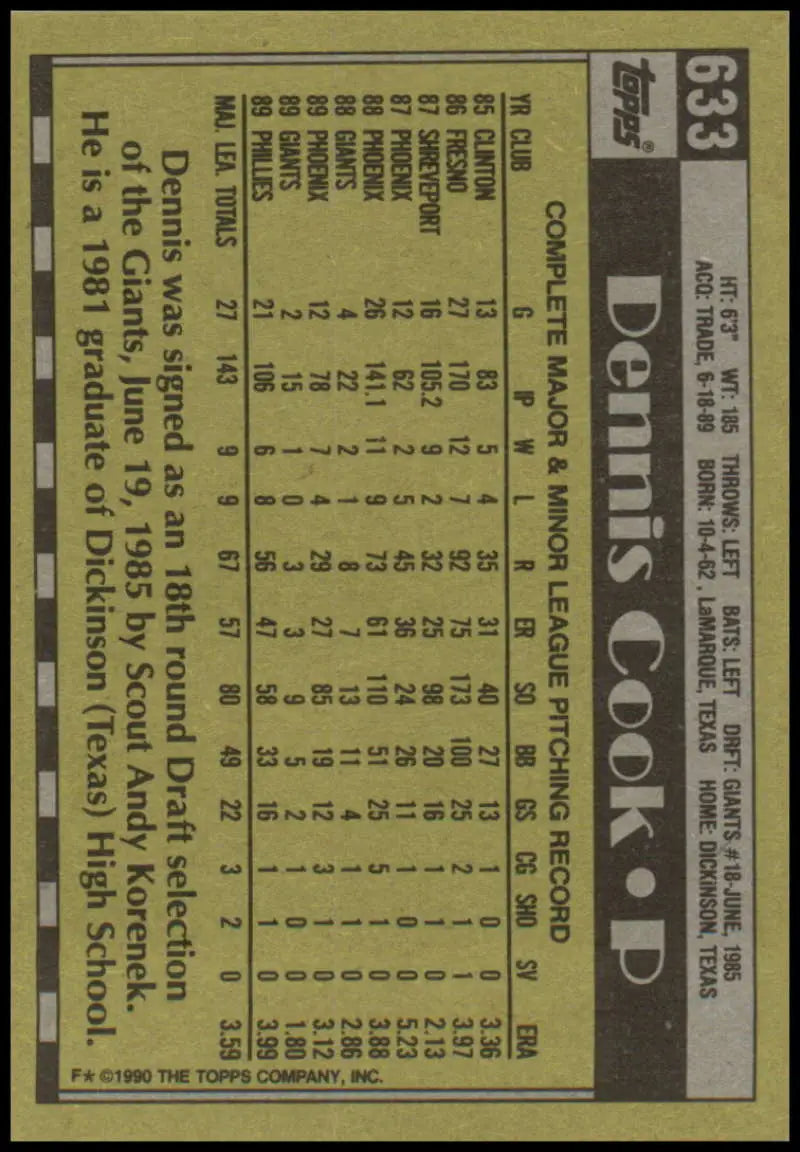 633
HT: 6'3" WT: 185 THROWS: LEFT BATS: LEFT DRFT: GIANTS #18-JUNE, 1985
ACQ: TRADE, 6-18-89 BORN: 10-4-62, LaMARQUE, TEXAS HOME: DICKINSON, TEXAS
topps®
Dennis Cook • P
COMPLETE MAJOR & MINOR LEAGUE PITCHING RECORD
YR CLUB G IP W L R ER SO BB GS CG SHO SV ERA
85 CLINTON 13 83 5 4 35 31 40 27 13 1 0 0 3.36
86 FRESNO 27 170 12 7 92 75 173 100 25 2 1 1 3.97
87 SHREVEPORT 16 105.2 9 2 32 25 98 20 16 1 1 0 2.13
87 PHOENIX 12 62 2 5 45 36 24 26 11 1 0 0 5.23
88 PHOENIX 26 141.1 11 9 73 61 110 51 25 5 1 0 3.88
88 GIANTS 4 22 2 1 8 7 13 11 4 1 1 0 2.86
89 PHOENIX 12 78 7 4 29 27 85 19 12 3 1 0 3.12
89 GIANTS 2 15 1 0 3 3 9 5 2 1 0 0 1.80
89 PHILLIES 21 106 6 8 56 47 58 33 16 1 1 0 3.99
MAJ. LEA. TOTALS 27 143 9 9 67 57 80 49 22 3 2 0 3.59
Dennis was signed as an 18th round Draft selection
of the Giants, June 19, 1985 by Scout Andy Korenek.
He is a 1981 graduate of Dickinson (Texas) High School.
F* ©1990 THE TOPPS COMPANY, INC.